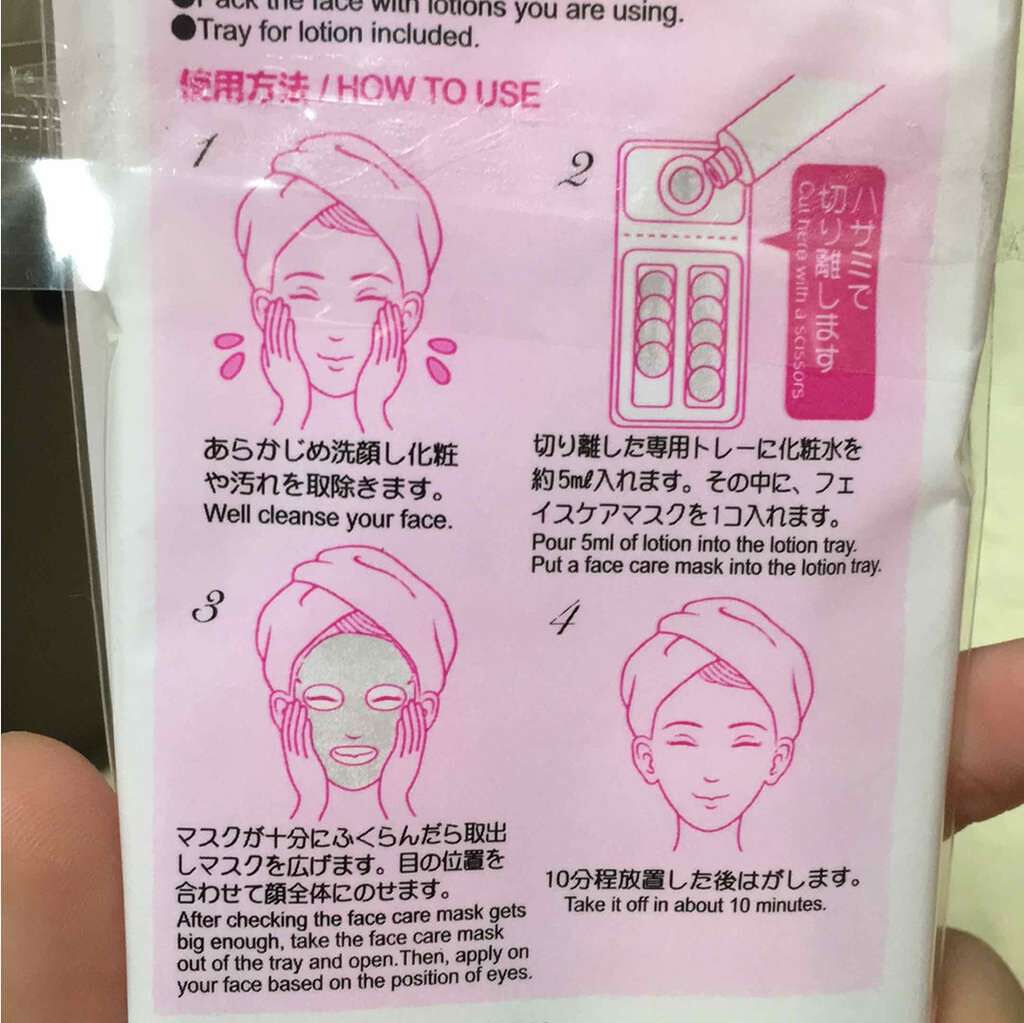 ●Pack the face with lotions you are using.
●Tray for lotion included.
使用方法 / HOW TO USE
1
2
ハサミで
切り離します
Cut here with a scissors.
あらかじめ洗顔し化粧
や汚れを取除きます。
Well cleanse your face.
切り離した専用トレーに化粧水を
約5㎖入れます。その中に、フェ
イスケアマスクを1コ入れます。
Pour 5ml of lotion into the lotion tray.
Put a face care mask into the lotion tray.
3
4
マスクが十分にふくらんだら取出
しマスクを広げます。目の位置を
合わせて顔全体にのせます。
After checking the face care mask gets
big enough, take the face care mask
out of the tray and open.Then, apply on
your face based on the position of eyes.
10分程放置した後はがします。
Take it off in about 10 minutes.